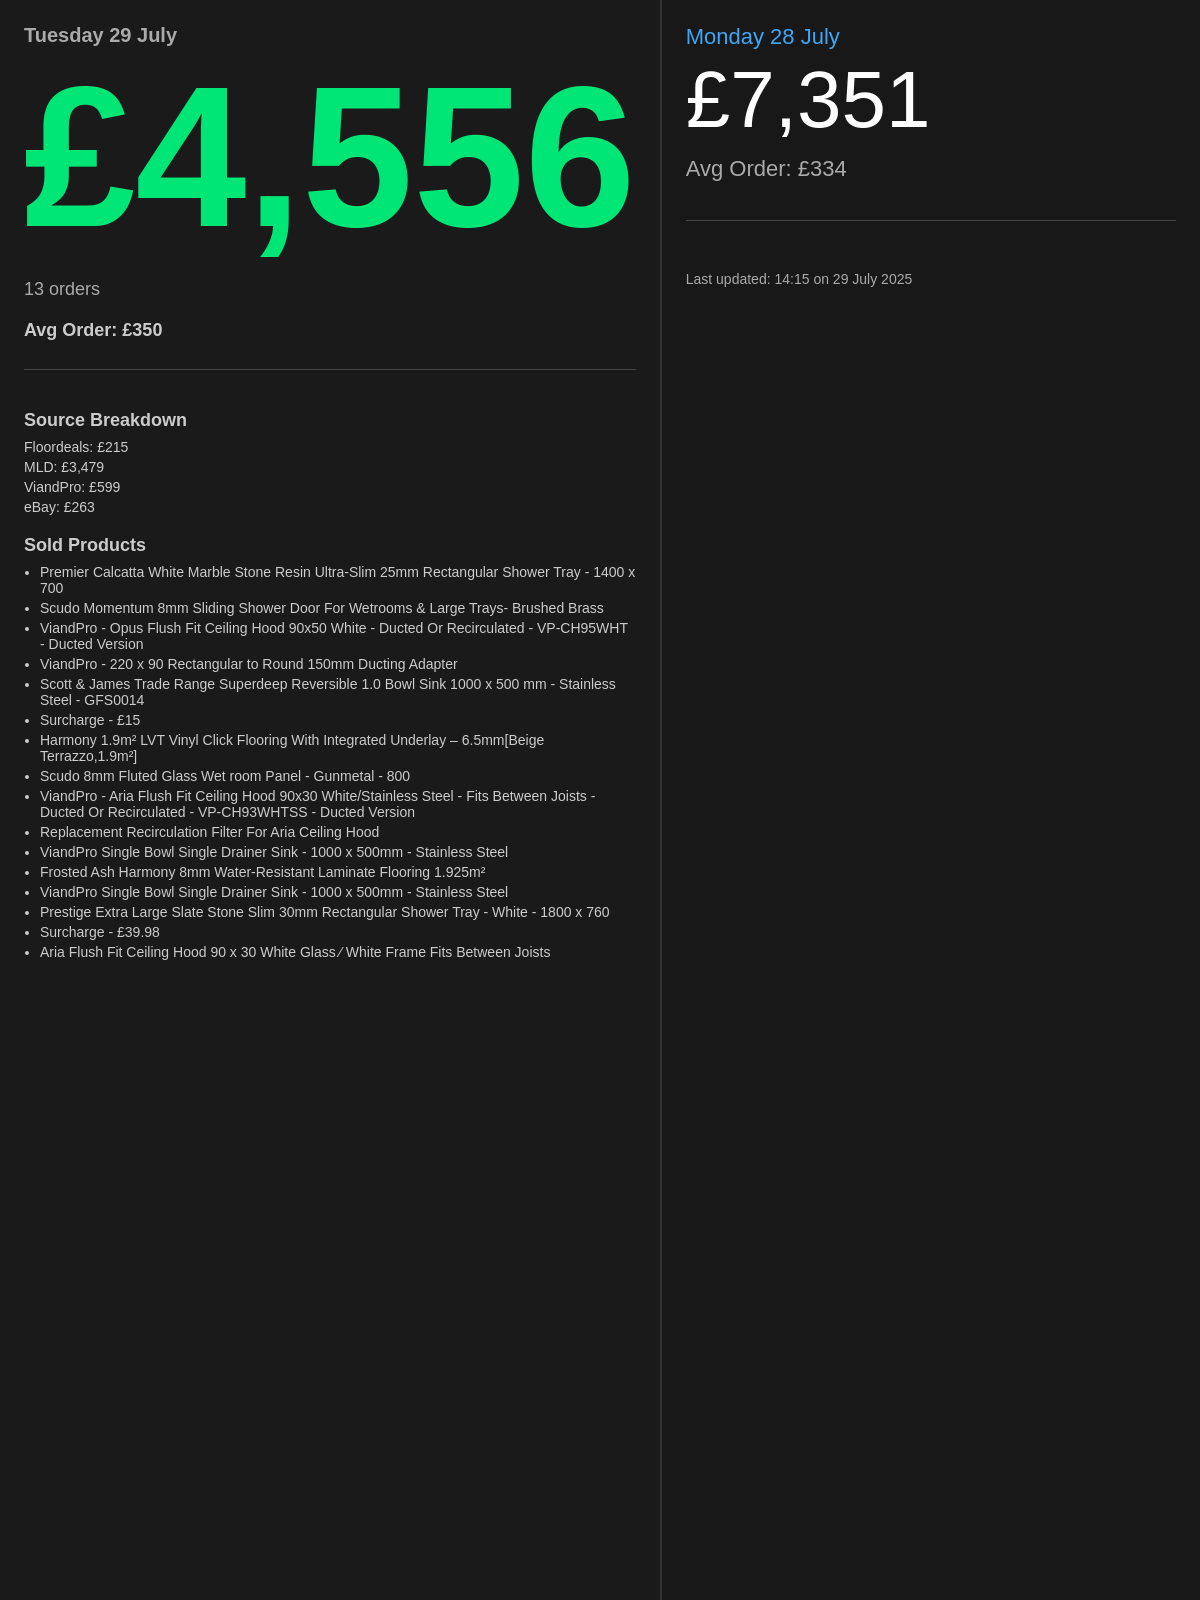 Tuesday 29 July
£4,556
13 orders
Avg Order: £350
Source Breakdown
Floordeals: £215
MLD: £3,479
ViandPro: £599
eBay: £263
Sold Products
• Premier Calcatta White Marble Stone Resin Ultra-Slim 25mm Rectangular Shower Tray - 1400 x
700
• Scudo Momentum 8mm Sliding Shower Door For Wetrooms & Large Trays- Brushed Brass
• ViandPro - Opus Flush Fit Ceiling Hood 90x50 White - Ducted Or Recirculated - VP-CH95WHT
- Ducted Version
• ViandPro - 220 x 90 Rectangular to Round 150mm Ducting Adapter
• Scott & James Trade Range Superdeep Reversible 1.0 Bowl Sink 1000 x 500 mm - Stainless
Steel - GFS0014
• Surcharge - £15
• Harmony 1.9m² LVT Vinyl Click Flooring With Integrated Underlay – 6.5mm[Beige
Terrazzo,1.9m²]
• Scudo 8mm Fluted Glass Wet room Panel - Gunmetal - 800
• ViandPro - Aria Flush Fit Ceiling Hood 90x30 White/Stainless Steel - Fits Between Joists -
Ducted Or Recirculated - VP-CH93WHTSS - Ducted Version
• Replacement Recirculation Filter For Aria Ceiling Hood
• ViandPro Single Bowl Single Drainer Sink - 1000 x 500mm - Stainless Steel
• Frosted Ash Harmony 8mm Water-Resistant Laminate Flooring 1.925m²
• ViandPro Single Bowl Single Drainer Sink - 1000 x 500mm - Stainless Steel
• Prestige Extra Large Slate Stone Slim 30mm Rectangular Shower Tray - White - 1800 x 760
• Surcharge - £39.98
• Aria Flush Fit Ceiling Hood 90 x 30 White Glass ⁄ White Frame Fits Between Joists
Monday 28 July
£7,351
Avg Order: £334
Last updated: 14:15 on 29 July 2025